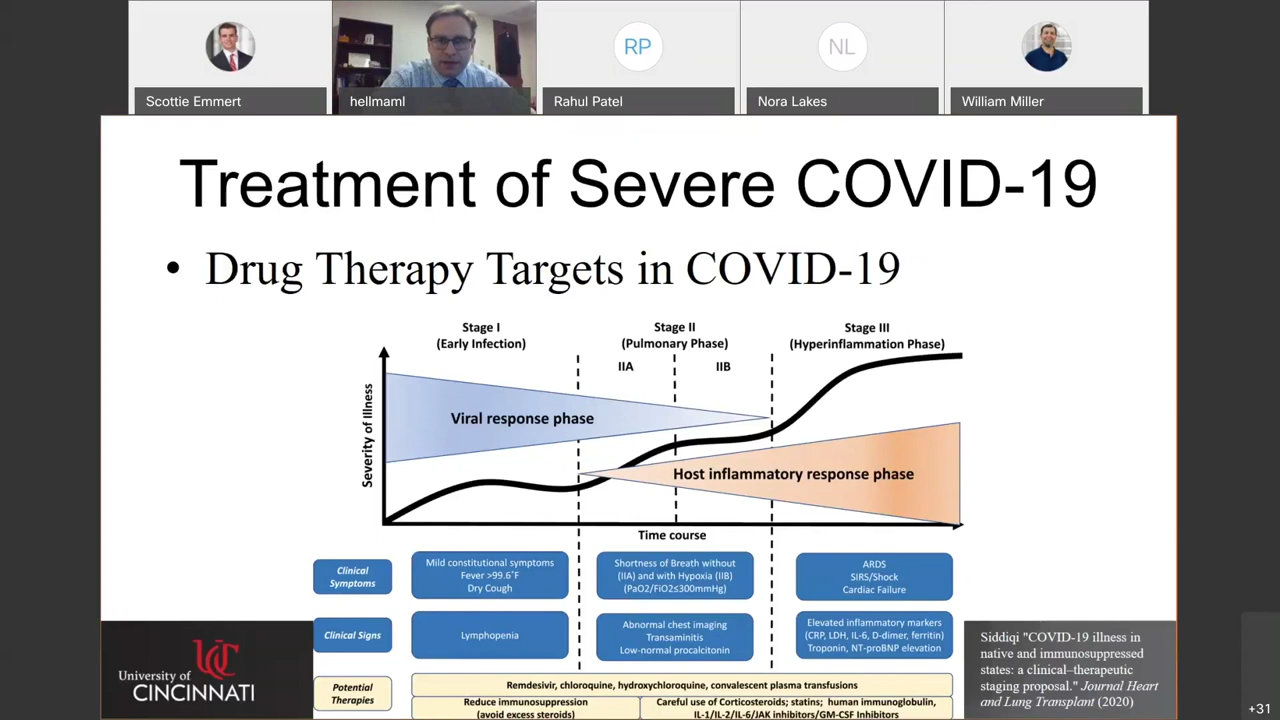 RP
NL
Scottie Emmert
hellmaml
Rahul Patel
Nora Lakes
William Miller
Treatment of Severe COVID-19
• Drug Therapy Targets in COVID-19
Stage I
(Early Infection)
Stage II
(Pulmonary Phase)
Stage III
(Hyperinflammation Phase)
IIA
IIB
Severity of Illness
Viral response phase
Host inflammatory response phase
Time course
Clinical
Symptoms
Mild constitutional symptoms
Fever >99.6°F
Dry Cough
Shortness of Breath without
(IIA) and with Hypoxia (IIB)
(PaO2/FiO2≤300mmHg)
ARDS
SIRS/Shock
Cardiac Failure
Clinical Signs
Lymphopenia
Abnormal chest imaging
Transaminitis
Low-normal procalcitonin
Elevated inflammatory markers
(CRP, LDH, IL-6, D-dimer, ferritin)
Troponin, NT-proBNP elevation
Potential
Therapies
Remdesivir, chloroquine, hydroxychloroquine, convalescent plasma transfusions
Reduce immunosuppression
(avoid excess steroids)
Careful use of Corticosteroids; statins; human immunoglobulin,
IL-1/IL-2/IL-6/JAK inhibitors/GM-CSF Inhibitors
UC
University of
CINCINNATI
Siddiqi "COVID-19 illness in
native and immunosuppressed
states: a clinical–therapeutic
staging proposal." Journal Heart
and Lung Transplant (2020)
+31